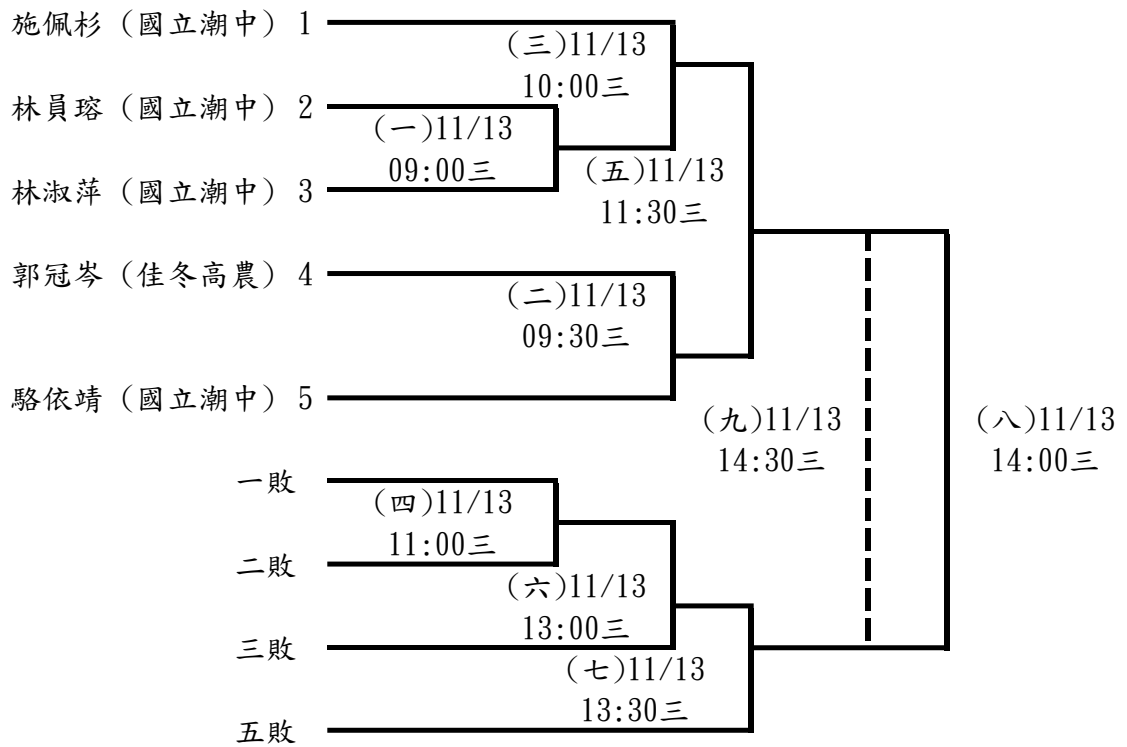 施佩杉（國立潮中） 1
(三)11/13
10:00三
林員瑢（國立潮中） 2
(一)11/13
09:00三
林淑萍（國立潮中） 3
(五)11/13
11:30三
郭冠岑（佳冬高農） 4
(二)11/13
09:30三
駱依靖（國立潮中） 5
(九)11/13
14:30三
(八)11/13
14:00三
一敗
(四)11/13
11:00三
二敗
(六)11/13
13:00三
三敗
(七)11/13
13:30三
五敗